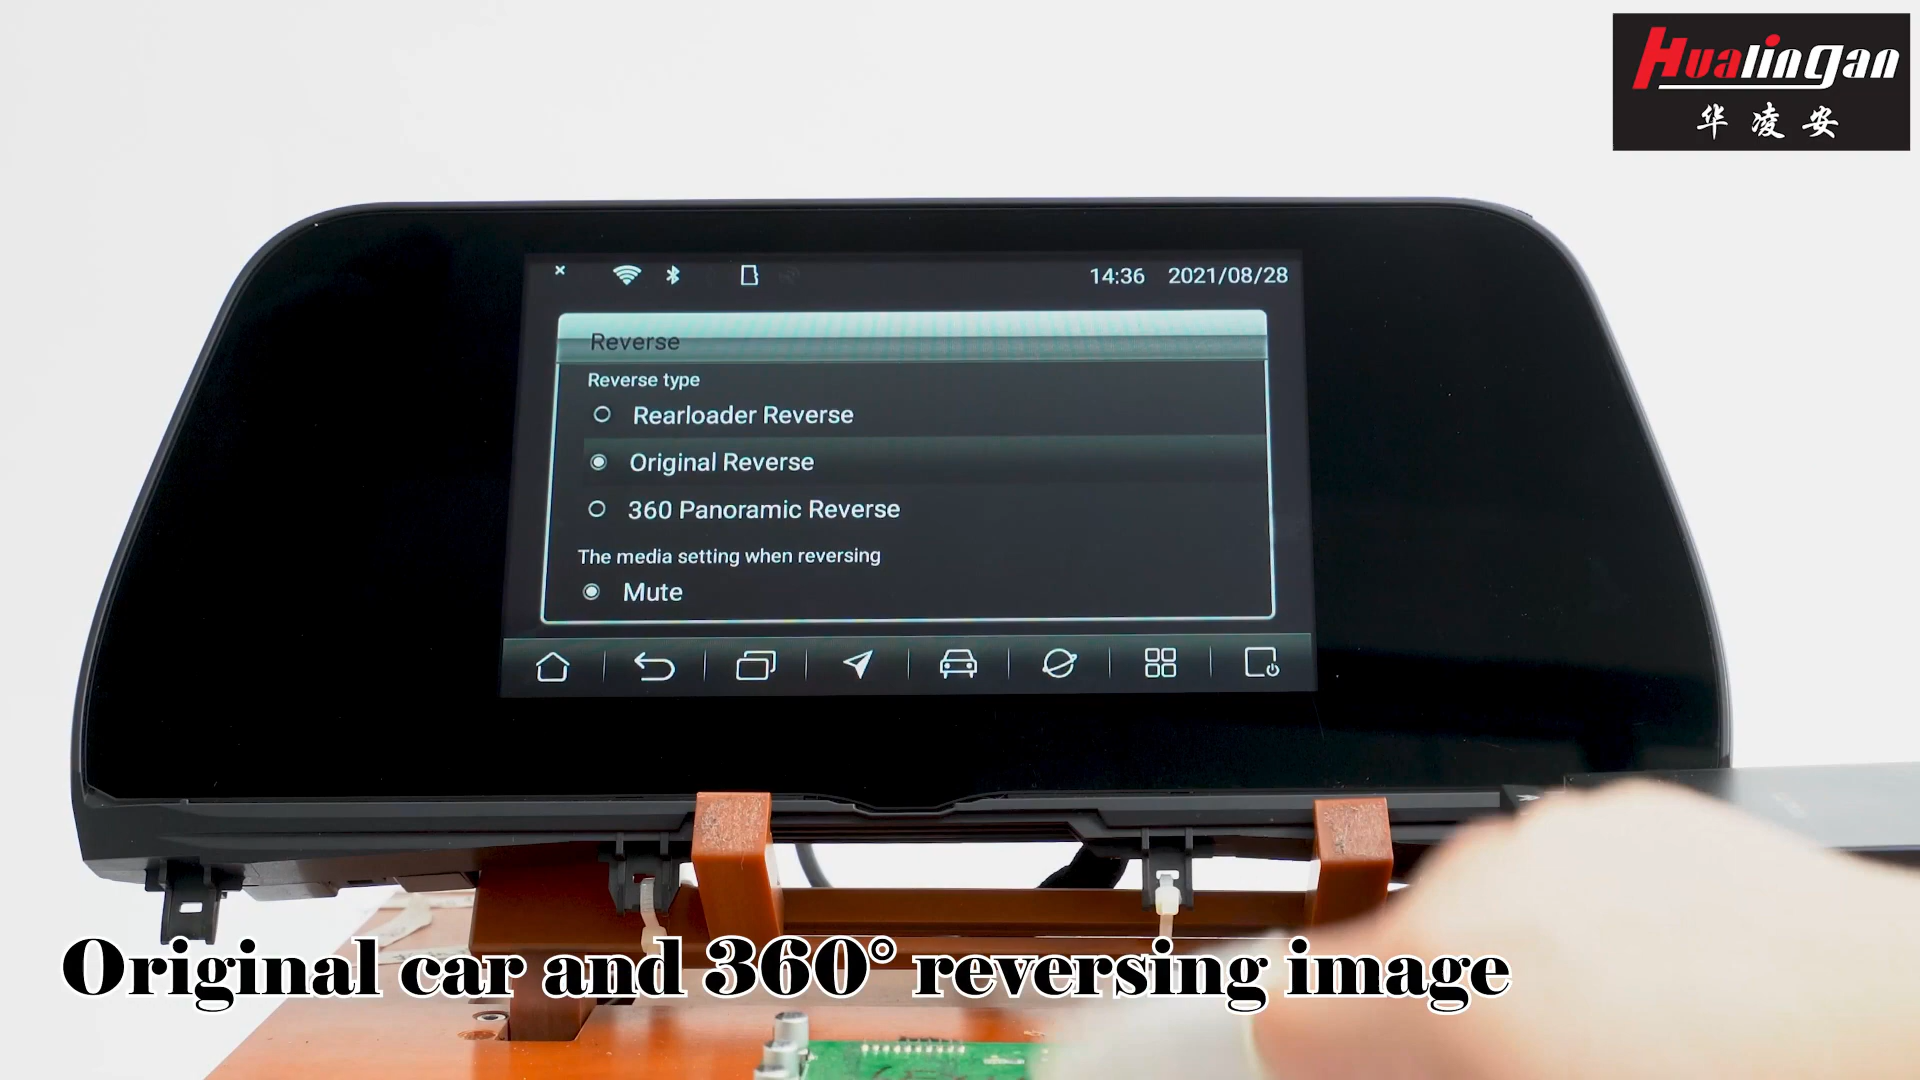 Hualingan
华凌安
14:36 2021/08/28
Reverse
Reverse type
Rearloader Reverse
Original Reverse
360 Panoramic Reverse
The media setting when reversing
Mute
Original car and 360° reversing image